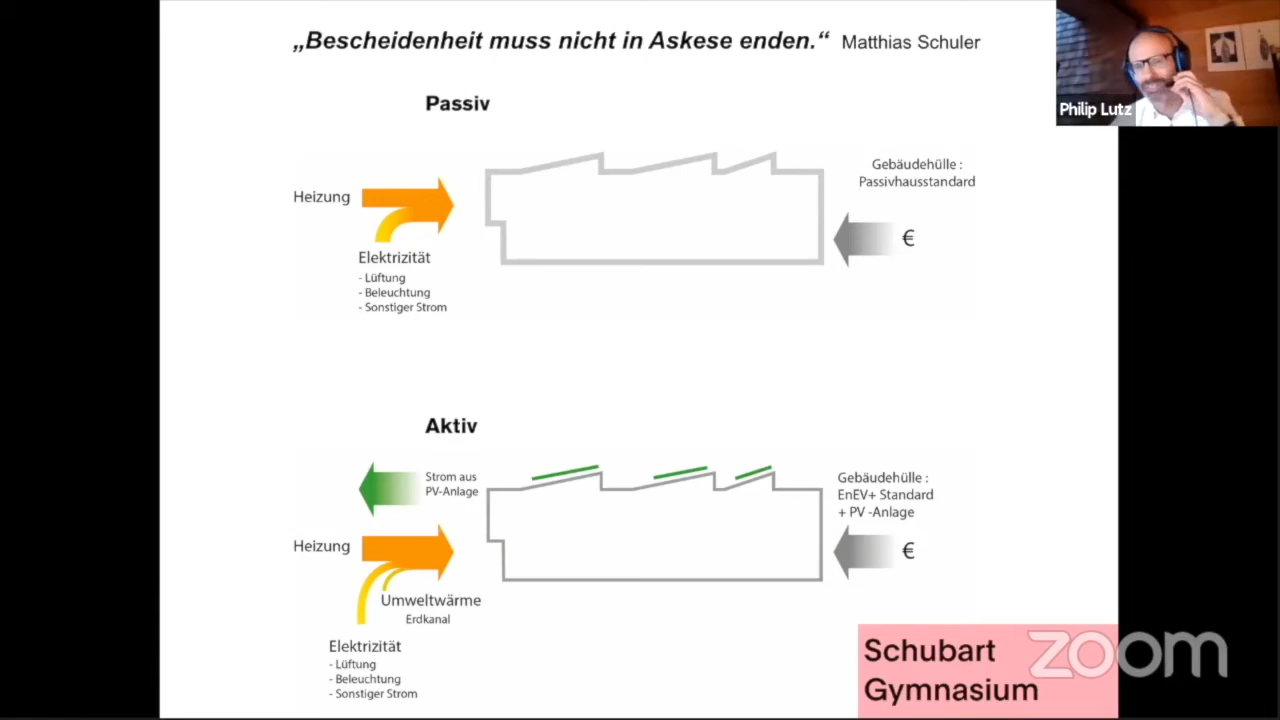 „Bescheidenheit muss nicht in Askese enden.“ Matthias Schuler
Philip Lutz
Passiv
Gebäudehülle :
Passivhausstandard
Heizung
€
Elektrizität
- Lüftung
- Beleuchtung
- Sonstiger Strom
Aktiv
Strom aus
PV-Anlage
Gebäudehülle :
EnEV+ Standard
+ PV -Anlage
Heizung
€
Umweltwärme
Erdkanal
Elektrizität
- Lüftung
- Beleuchtung
- Sonstiger Strom
Schubart
Gymnasium
zoom